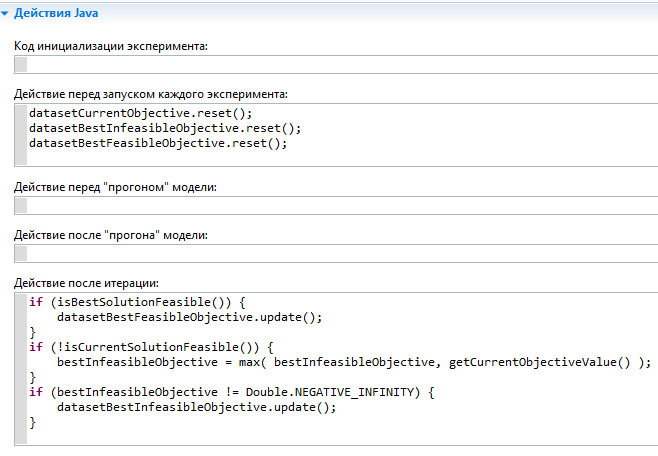 Действия Java
Код инициализации эксперимента:
Действие перед запуском каждого эксперимента:
datasetCurrentObjective.reset();
datasetBestInfeasibleObjective.reset();
datasetBestFeasibleObjective.reset();
Действие перед "прогоном" модели:
Действие после "прогона" модели:
Действие после итерации:
if (isBestSolutionFeasible()) {
    datasetBestFeasibleObjective.update();
}
if (!isCurrentSolutionFeasible()) {
    bestInfeasibleObjective = max( bestInfeasibleObjective, getCurrentObjectiveValue() );
}
if (bestInfeasibleObjective != Double.NEGATIVE_INFINITY) {
    datasetBestInfeasibleObjective.update();
}